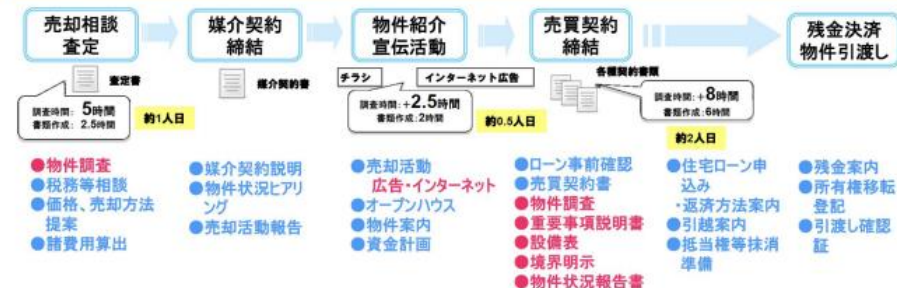 売却相談
査定
媒介契約
締結
物件紹介
宣伝活動
売買契約
締結
残金決済
物件引渡し
査定書
調査時間： 5時間
書類作成： 2.5時間
約1人日
媒介契約書
チラシ
インターネット広告
調査時間：+2.5時間
書類作成：2時間
約0.5人日
各種契約書類
調査時間：+8時間
書類作成：6時間
約2人日
●物件調査
●税務等相談
●価格、売却方法
提案
●諸費用算出
●媒介契約説明
●物件状況ヒアリ
ング
●売却活動報告
●売却活動
広告・インターネット
●オープンハウス
●物件案内
●資金計画
●ローン事前確認
●売買契約書
●物件調査
●重要事項説明書
●設備表
●境界明示
●物件状況報告書
●住宅ローン申
込み
・返済方法案内
●引越案内
●抵当権等抹消
準備
●残金案内
●所有権移転
登記
●引渡し確認
証